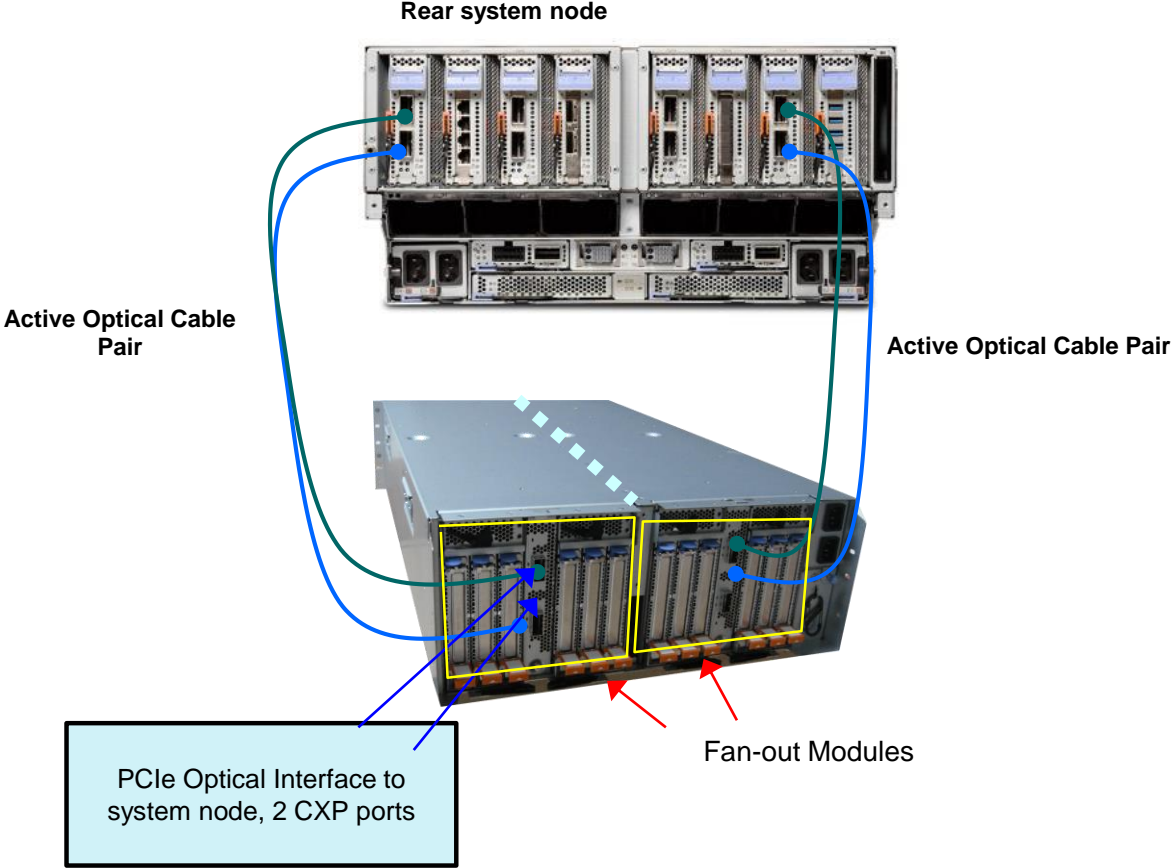 Rear system node
Active Optical Cable
Pair
Active Optical Cable Pair
Fan-out Modules
PCIe Optical Interface to
system node, 2 CXP ports